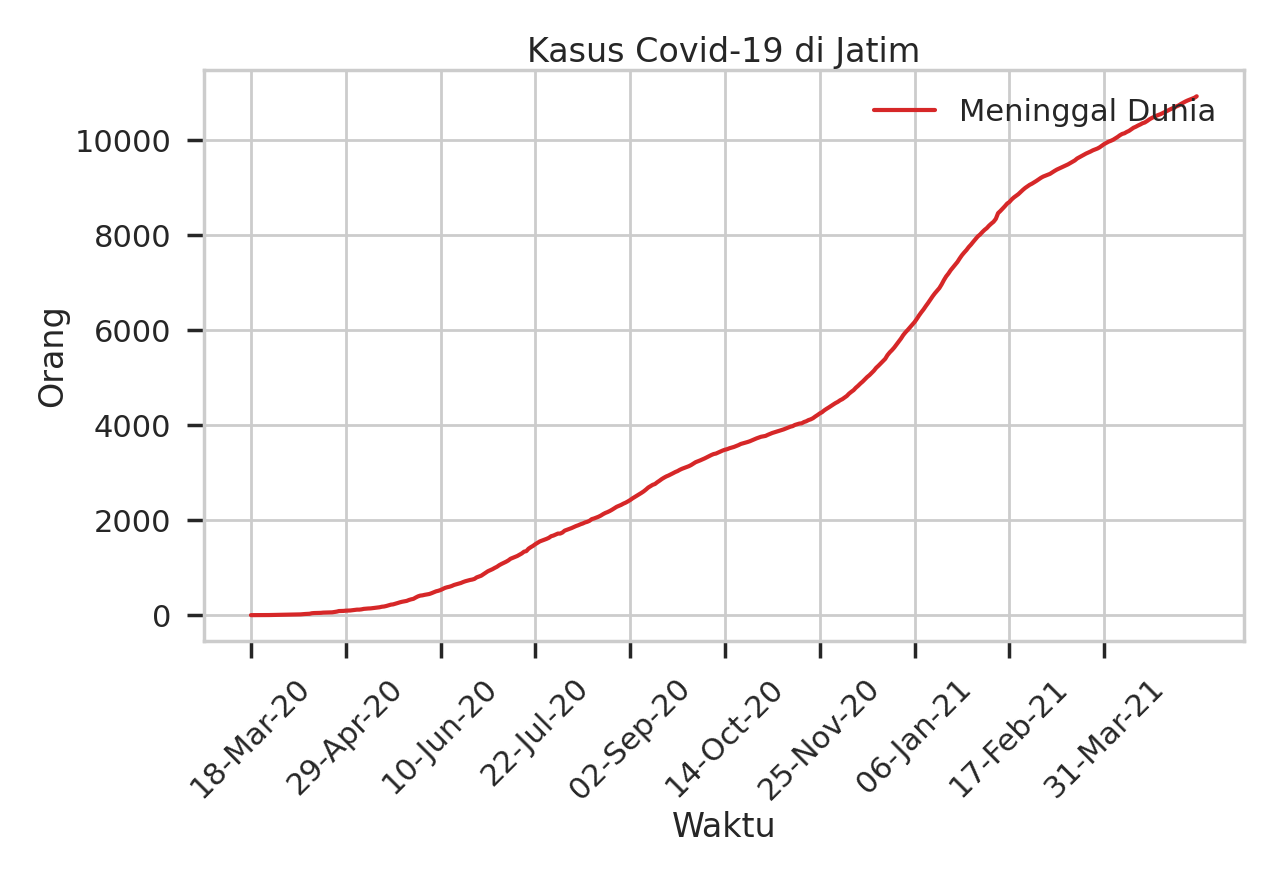 Kasus Covid-19 di Jatim
Meninggal Dunia
10000
8000
6000
4000
2000
0
Orang
18-Mar-20
29-Apr-20
10-Jun-20
22-Jul-20
02-Sep-20
14-Oct-20
25-Nov-20
06-Jan-21
17-Feb-21
31-Mar-21
Waktu